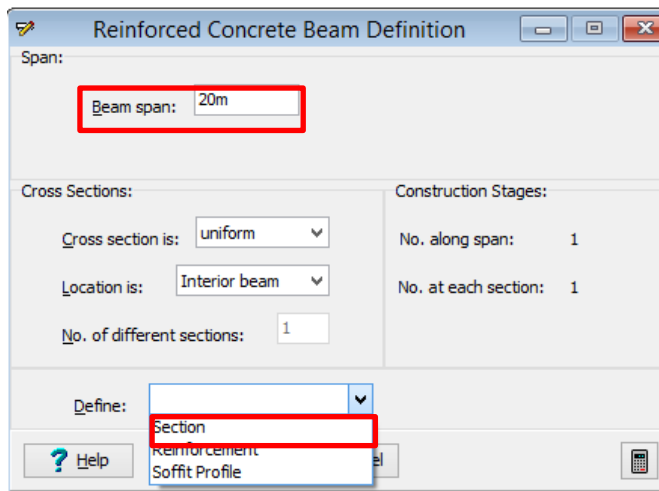 Reinforced Concrete Beam Definition
Span:
Beam span: 20m
Cross Sections:
Cross section is: uniform
Location is: Interior beam
No. of different sections: 1
Construction Stages:
No. along span: 1
No. at each section: 1
Define:
Section
Reinforcement
Soffit Profile
? Help